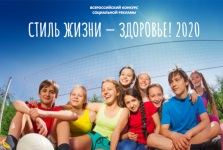 ВСЕРОССИЙСКИЙ КОНКУРС
СОЦИАЛЬНОЙ РЕКЛАМЫ
СТИЛЬ ЖИЗНИ – ЗДОРОВЬЕ! 2020